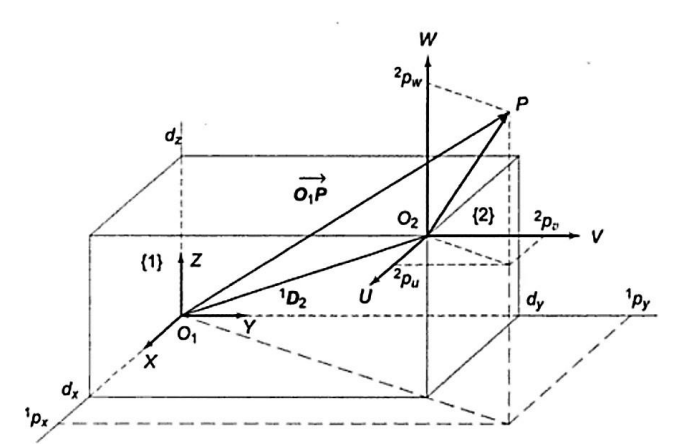 W
²p_w
P
d_z
O₁P
O₂
{2}
²p_v
V
{1}
Z
²p_u
U
¹D₂
d_y
¹p_y
Y
O₁
X
d_x
¹p_x